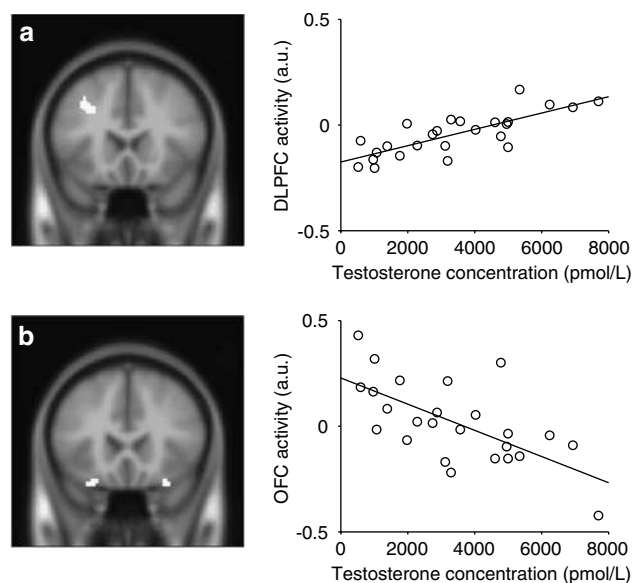 a
DLPFC activity (a.u.)
0.5
0
-0.5
0 2000 4000 6000 8000
Testosterone concentration (pmol/L)
b
OFC activity (a.u.)
0.5
0
-0.5
0 2000 4000 6000 8000
Testosterone concentration (pmol/L)